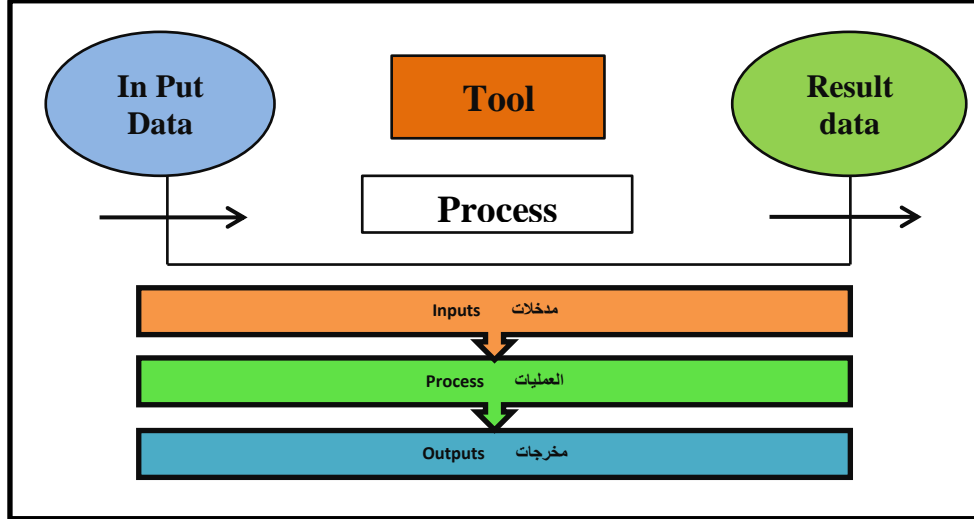 In Put
Data
Tool
Result
data
Process
Inputs مدخلات
Process العمليات
Outputs مخرجات